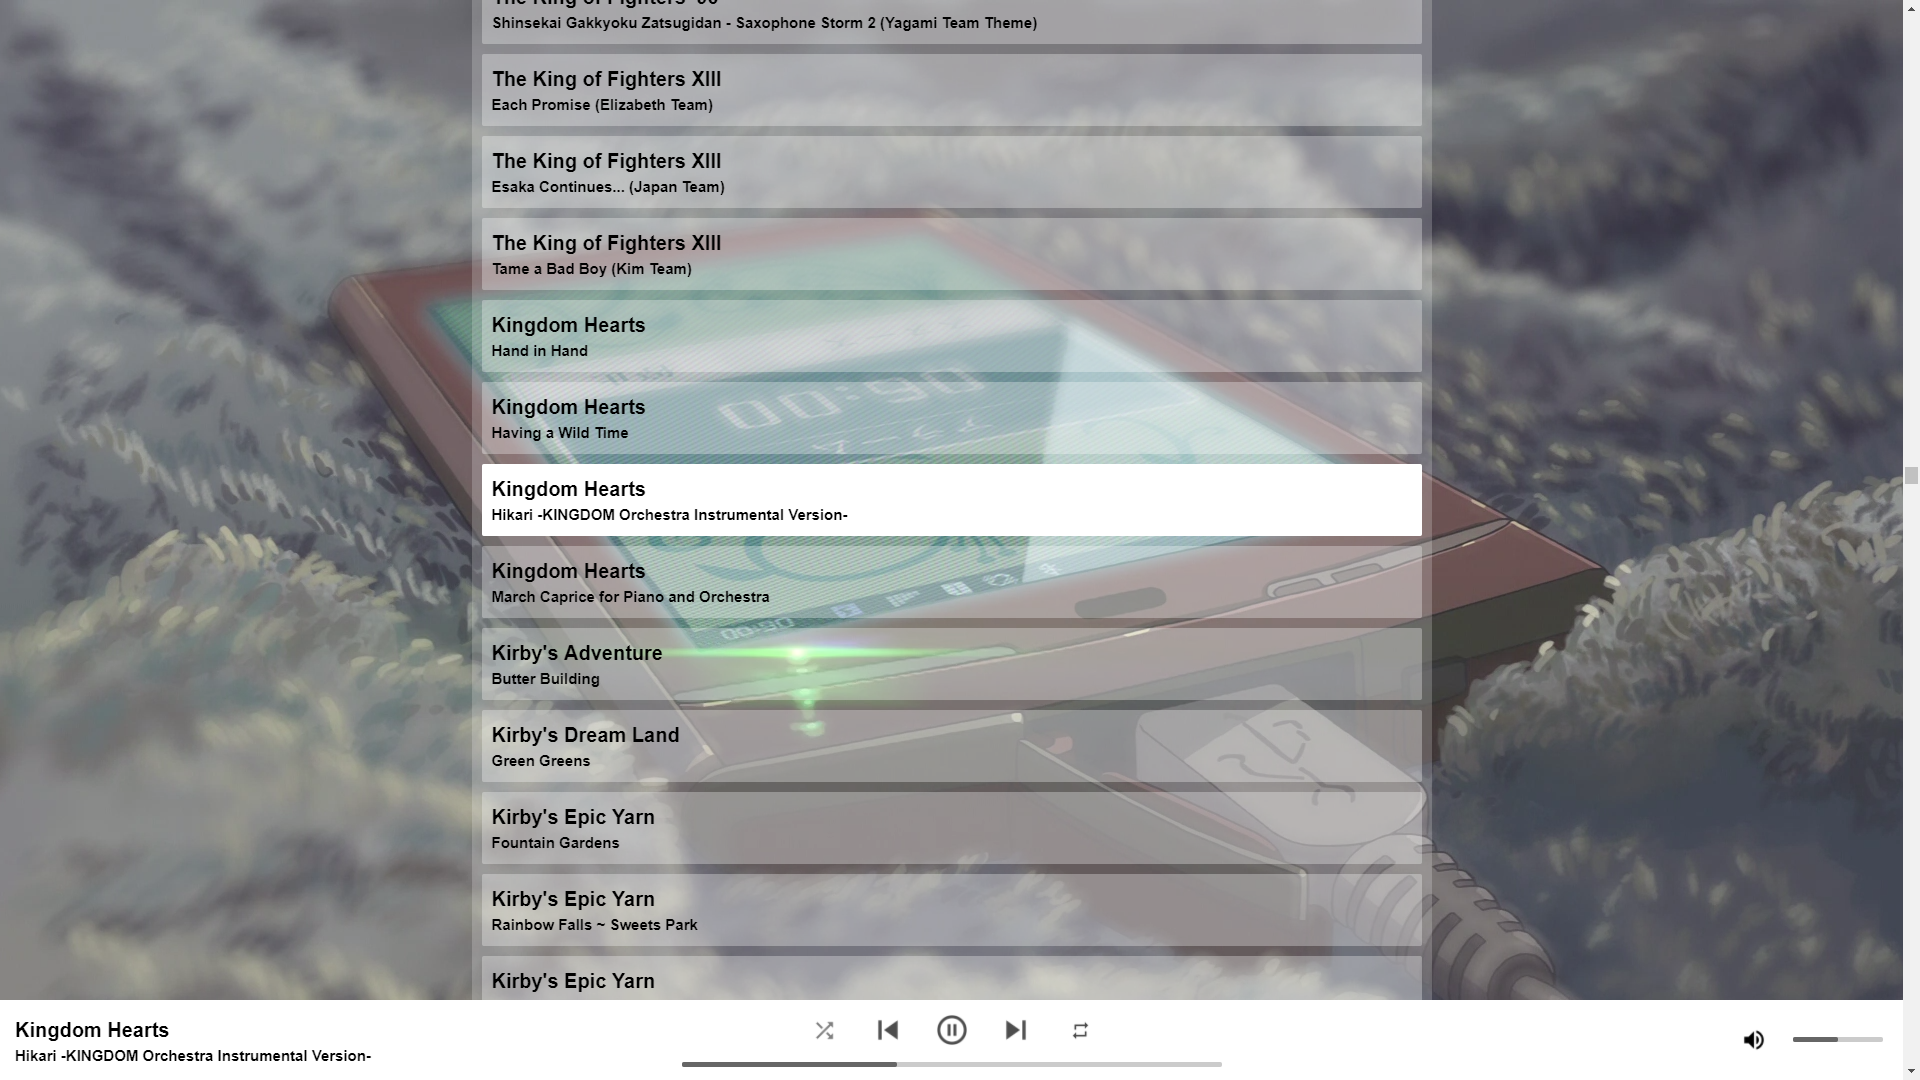 Shinsekai Gakkyoku Zatsugidan - Saxophone Storm 2 (Yagami Team Theme)
The King of Fighters XIII
Each Promise (Elizabeth Team)
The King of Fighters XIII
Esaka Continues... (Japan Team)
The King of Fighters XIII
Tame a Bad Boy (Kim Team)
Kingdom Hearts
Hand in Hand
Kingdom Hearts
Having a Wild Time
Kingdom Hearts
Hikari -KINGDOM Orchestra Instrumental Version-
Kingdom Hearts
March Caprice for Piano and Orchestra
00:90
Kirby's Adventure
Butter Building
Kirby's Dream Land
Green Greens
Kirby's Epic Yarn
Fountain Gardens
Kirby's Epic Yarn
Rainbow Falls ~ Sweets Park
Kirby's Epic Yarn
Kingdom Hearts
Hikari -KINGDOM Orchestra Instrumental Version-